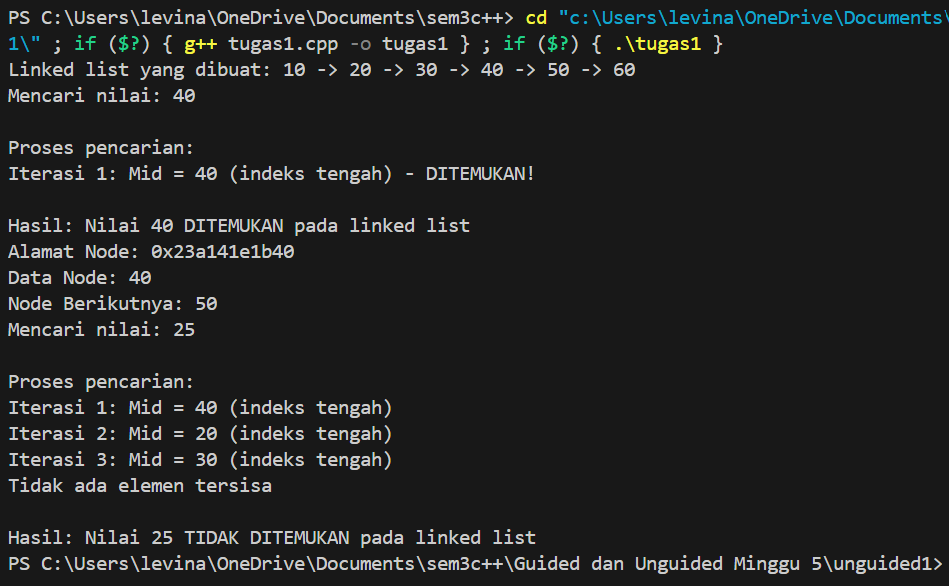 PS C:\Users\levina\OneDrive\Documents\sem3c++> cd "c:\Users\levina\OneDrive\Documents\
1\" ; if ($?) { g++ tugas1.cpp -o tugas1 } ; if ($?) { .\tugas1 }
Linked list yang dibuat: 10 -> 20 -> 30 -> 40 -> 50 -> 60
Mencari nilai: 40
Proses pencarian:
Iterasi 1: Mid = 40 (indeks tengah) - DITEMUKAN!
Hasil: Nilai 40 DITEMUKAN pada linked list
Alamat Node: 0x23a141e1b40
Data Node: 40
Node Berikutnya: 50
Mencari nilai: 25
Proses pencarian:
Iterasi 1: Mid = 40 (indeks tengah)
Iterasi 2: Mid = 20 (indeks tengah)
Iterasi 3: Mid = 30 (indeks tengah)
Tidak ada elemen tersisa
Hasil: Nilai 25 TIDAK DITEMUKAN pada linked list
PS C:\Users\levina\OneDrive\Documents\sem3c++\Guided dan Unguided Minggu 5\unguided1>